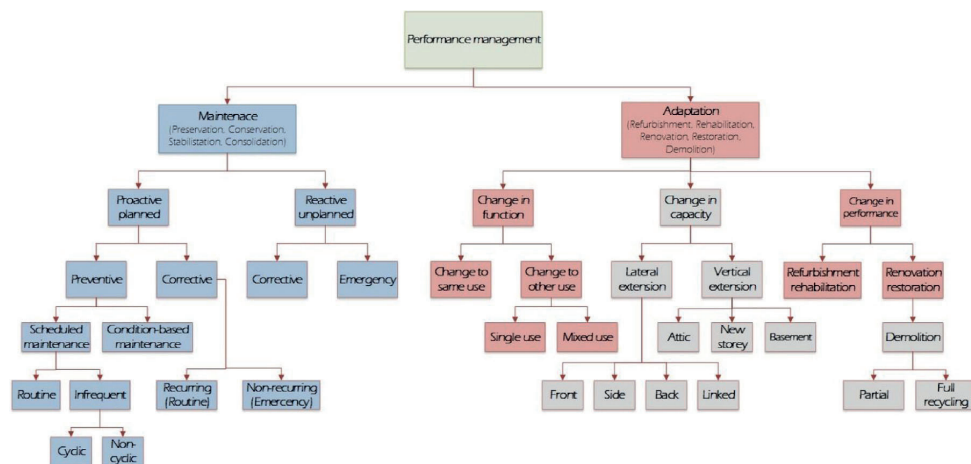 Performance management
Maintenace
(Preservation, Conservation,
Stabilistation, Consolidation)
Adaptation
(Refurbishment, Rehabilitation,
Renovation, Restoration,
Demolition)
Proactive
planned
Reactive
unplanned
Change in
function
Change in
capacity
Change in
performance
Preventive
Corrective
Corrective
Emergency
Change to
same use
Change to
other use
Lateral
extension
Vertical
extension
Refurbishment
rehabilitation
Renovation
restoration
Scheduled
maintenance
Condition-based
maintenance
Single use
Mixed use
Attic
New
storey
Basement
Demolition
Routine
Infrequent
Recurring
(Routine)
Non-recurring
(Emercency)
Front
Side
Back
Linked
Partial
Full
recycling
Cyclic
Non-
cyclic